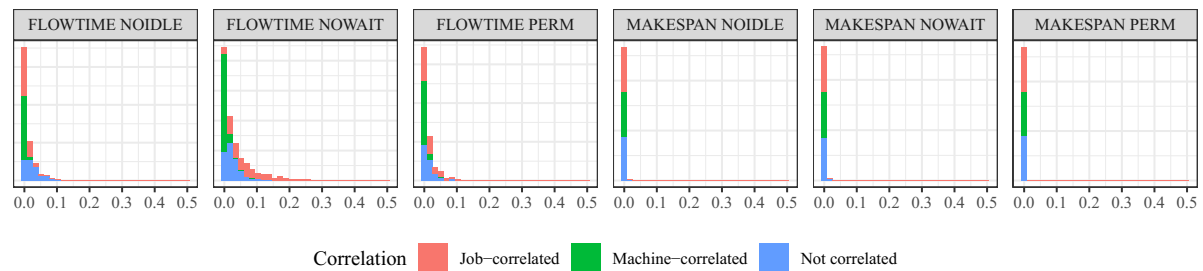 FLOWTIME NOIDLE FLOWTIME NOWAIT FLOWTIME PERM MAKESPAN NOIDLE MAKESPAN NOWAIT MAKESPAN PERM
0.0 0.1 0.2 0.3 0.4 0.5 0.0 0.1 0.2 0.3 0.4 0.5 0.0 0.1 0.2 0.3 0.4 0.5 0.0 0.1 0.2 0.3 0.4 0.5 0.0 0.1 0.2 0.3 0.4 0.5 0.0 0.1 0.2 0.3 0.4 0.5
Correlation Job−correlated Machine−correlated Not correlated